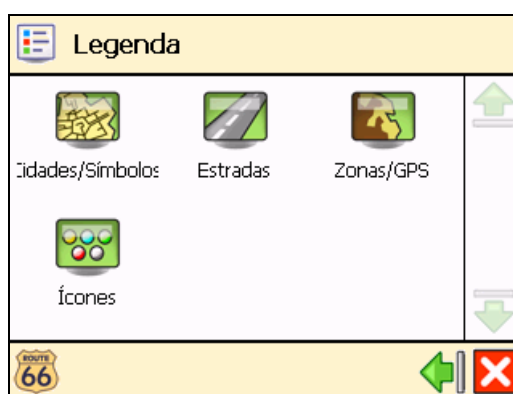 Legenda
Cidades/Símbolos
Estradas
Zonas/GPS
Ícones
ROUTE
66